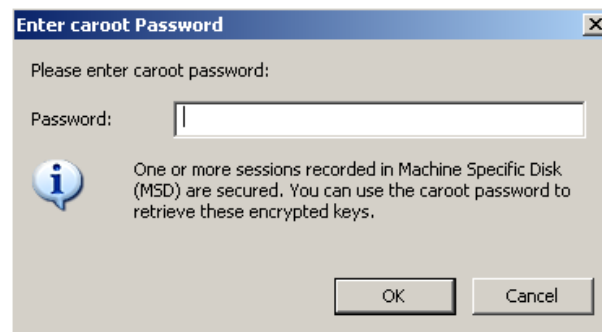 Enter caroot Password
Please enter caroot password:
Password:
One or more sessions recorded in Machine Specific Disk
(MSD) are secured. You can use the caroot password to
retrieve these encrypted keys.
OK Cancel